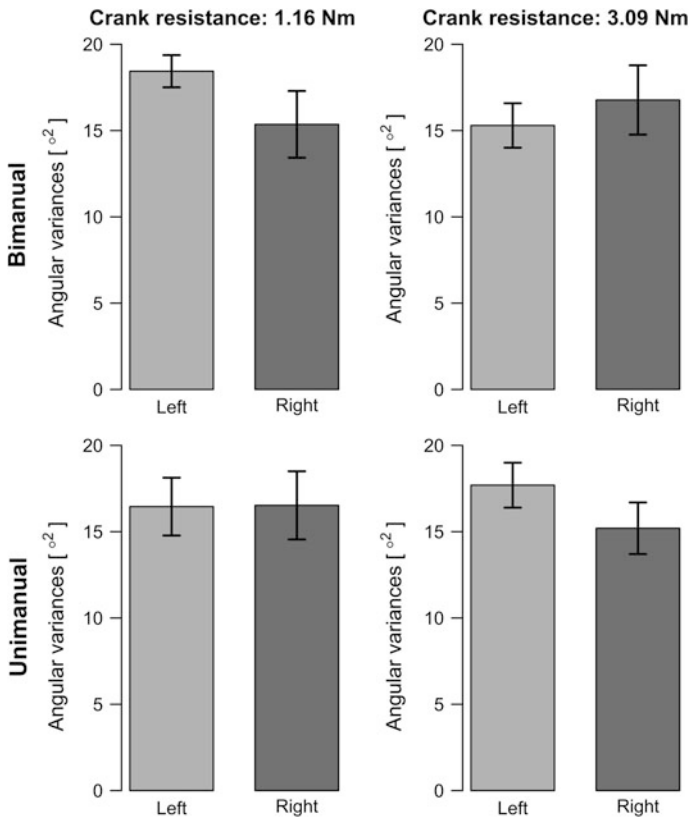 Crank resistance: 1.16 Nm
Crank resistance: 3.09 Nm
Bimanual
Angular variances [ °² ]
20
15
10
5
0
Left
Right
Angular variances [ °² ]
20
15
10
5
0
Left
Right
Unimanual
Angular variances [ °² ]
20
15
10
5
0
Left
Right
Angular variances [ °² ]
20
15
10
5
0
Left
Right